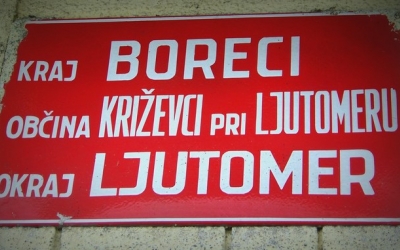 KRAJ BORECI
OBČINA KRIŽEVCI PRI LJUTOMERU
OKRAJ LJUTOMER